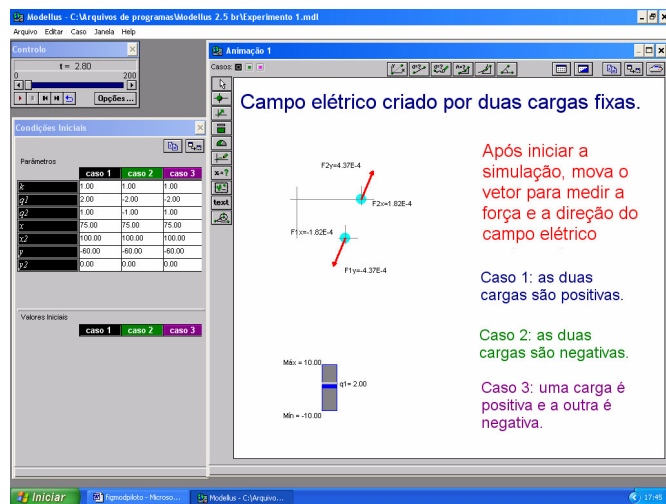 Modellus - C:\Arquivos de programas\Modellus 2.5 br\Experimento 1.mdl
Arquivo Editar Caso Janela Help
Controlo
t = 2.80
0 200
Opções...
Condições Iniciais
Parâmetros
caso 1 caso 2 caso 3
k 1.00 1.00 1.00
q1 2.00 -2.00 -2.00
q2 1.00 -1.00 1.00
x 75.00 75.00 75.00
x2 100.00 100.00 100.00
y -60.00 -60.00 -60.00
y2 0.00 0.00 0.00
Valores Iniciais
caso 1 caso 2 caso 3
Animação 1
Casos:
x=?
text
Campo elétrico criado por duas cargas fixas.
F2y=4.37E-4
F2x=1.82E-4
F1x=-1.82E-4
F1y=-4.37E-4
Após iniciar a
simulação, mova o
vetor para medir a
força e a direção do
campo elétrico
Caso 1: as duas
cargas são positivas.
Caso 2: as duas
cargas são negativas.
Caso 3: uma carga é
positiva e a outra é
negativa.
Máx = 10.00
q1= 2.00
Mín = -10.00
Iniciar
figmodpiloto - Microso...
Modellus - C:\Arquivo...
17:45